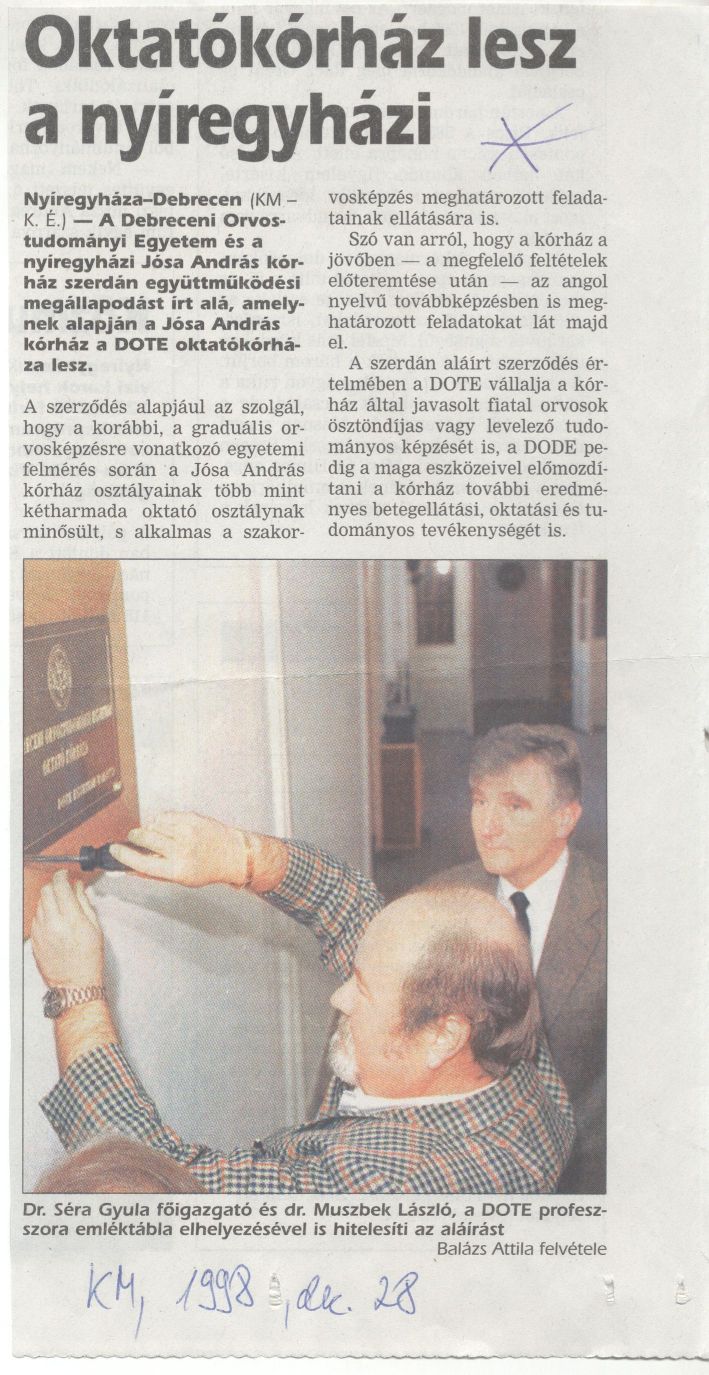 Oktatókórház lesz
a nyíregyházi
Nyíregyháza–Debrecen (KM –
K. É.) — A Debreceni Orvos-
tudományi Egyetem és a
nyíregyházi Jósa András kór-
ház szerdán együttműködési
megállapodást írt alá, amely-
nek alapján a Jósa András
kórház a DOTE oktatókórhá-
za lesz.
A szerződés alapjául az szolgál,
hogy a korábbi, a graduális or-
vosképzésre vonatkozó egyetemi
felmérés során a Jósa András
kórház osztályainak több mint
kétharmada oktató osztálynak
minősült, s alkalmas a szakor-
vosképzés meghatározott felada-
tainak ellátására is.
Szó van arról, hogy a kórház a
jövőben — a megfelelő feltételek
előteremtése után — az angol
nyelvű továbbképzésben is meg-
határozott feladatokat lát majd
el.
A szerdán aláírt szerződés ér-
telmében a DOTE vállalja a kór-
ház által javasolt fiatal orvosok
ösztöndíjas vagy levelező tudo-
mányos képzését is, a DODE pe-
dig a maga eszközeivel előmozdí-
tani a kórház további eredmé-
nyes betegellátási, oktatási és tu-
dományos tevékenységét is.
OKTATÓ KÓRHÁZA
Dr. Séra Gyula főigazgató és dr. Muszbek László, a DOTE profesz-
szora emléktábla elhelyezésével is hitelesíti az aláírást
Balázs Attila felvétele
KM, 1998, dec. 28